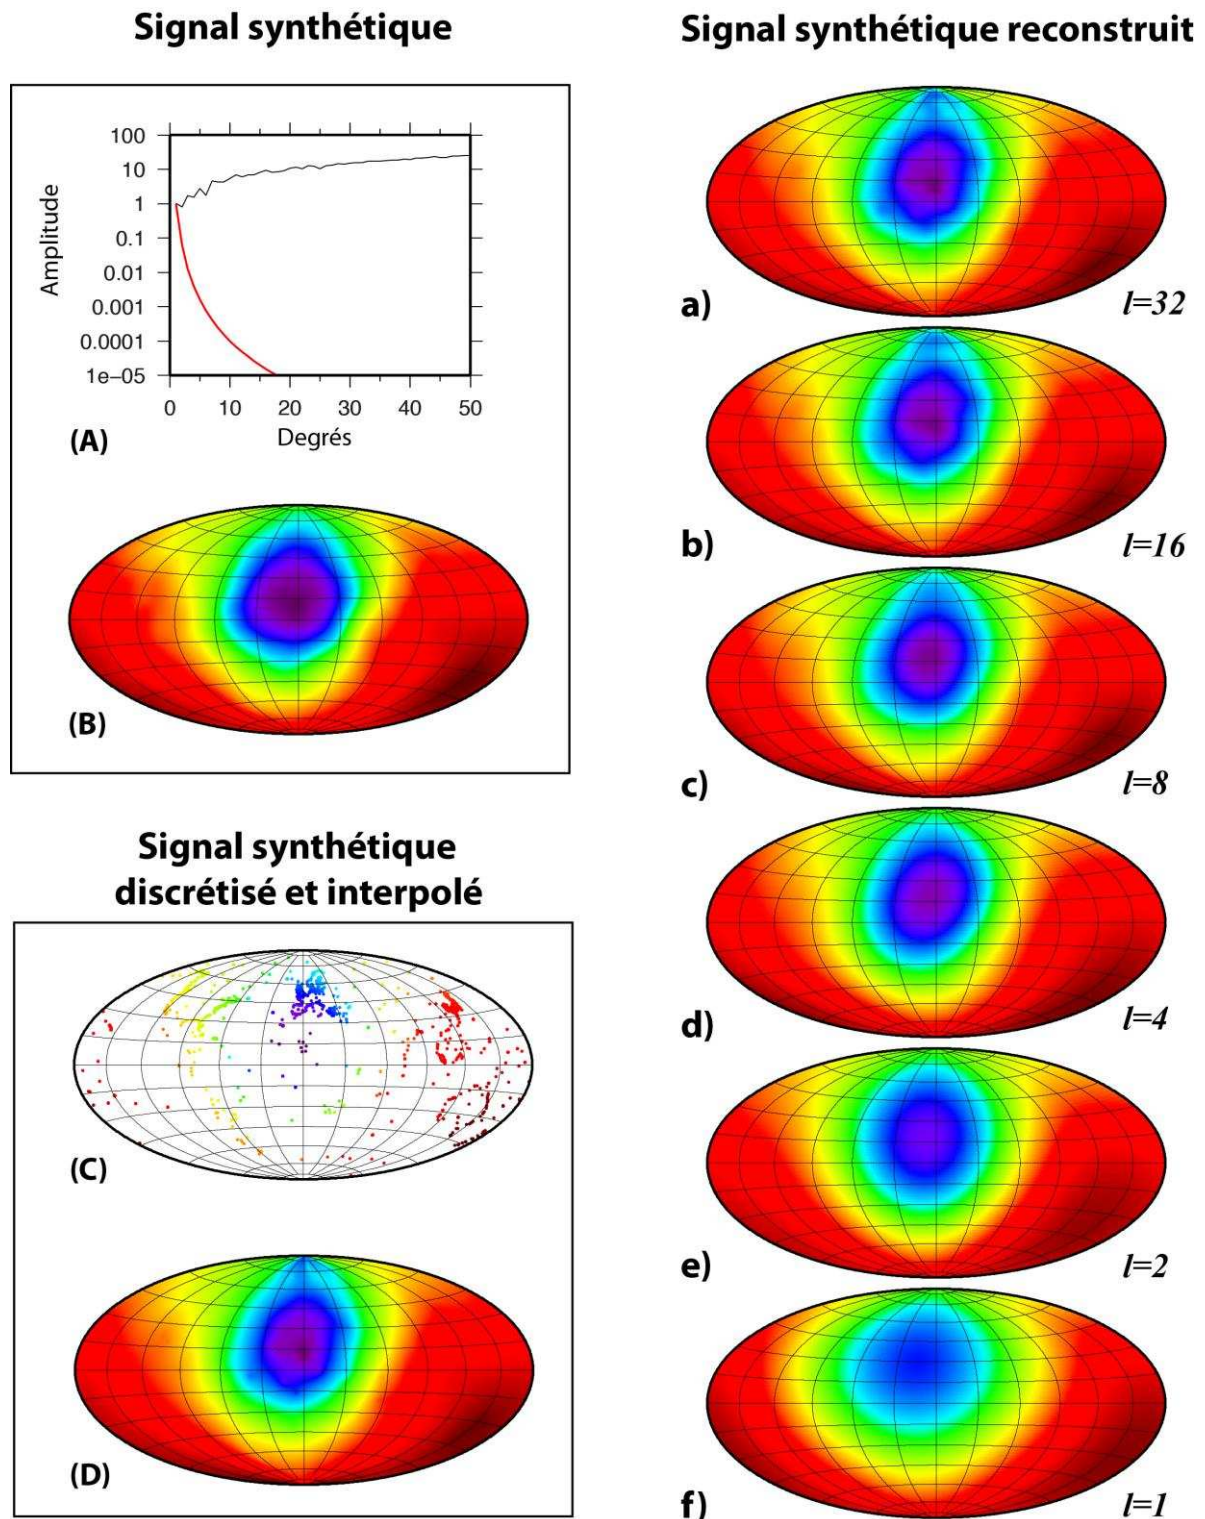 Signal synthétique
100
10
1
0.1
0.01
0.001
0.0001
1e–05
Amplitude
0 10 20 30 40 50
Degrés
(A)
(B)
Signal synthétique
discrétisé et interpolé
(C)
(D)
Signal synthétique reconstruit
a) l=32
b) l=16
c) l=8
d) l=4
e) l=2
f) l=1